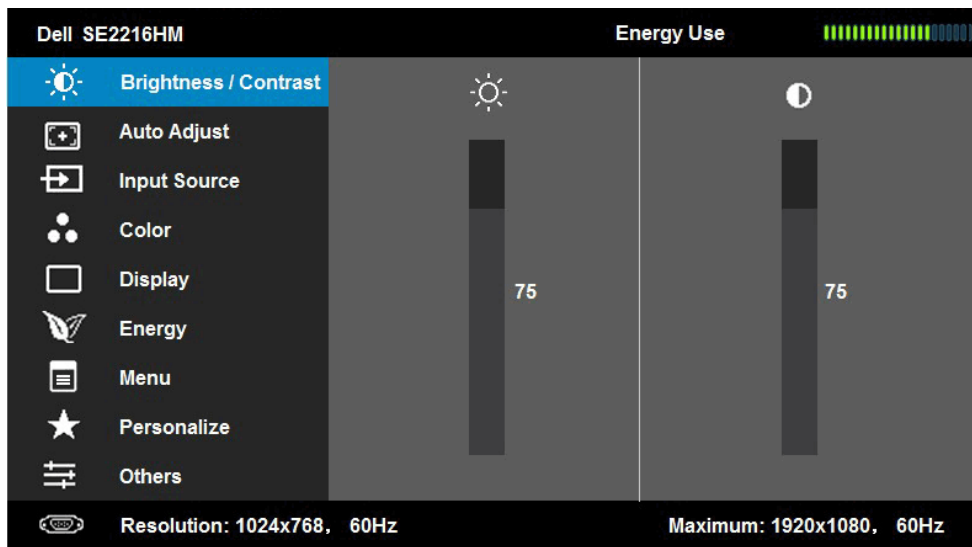 Dell SE2216HM Energy Use
Brightness / Contrast
Auto Adjust
Input Source
Color
Display
75 75
Energy
Menu
Personalize
Others
Resolution: 1024x768, 60Hz Maximum: 1920x1080, 60Hz